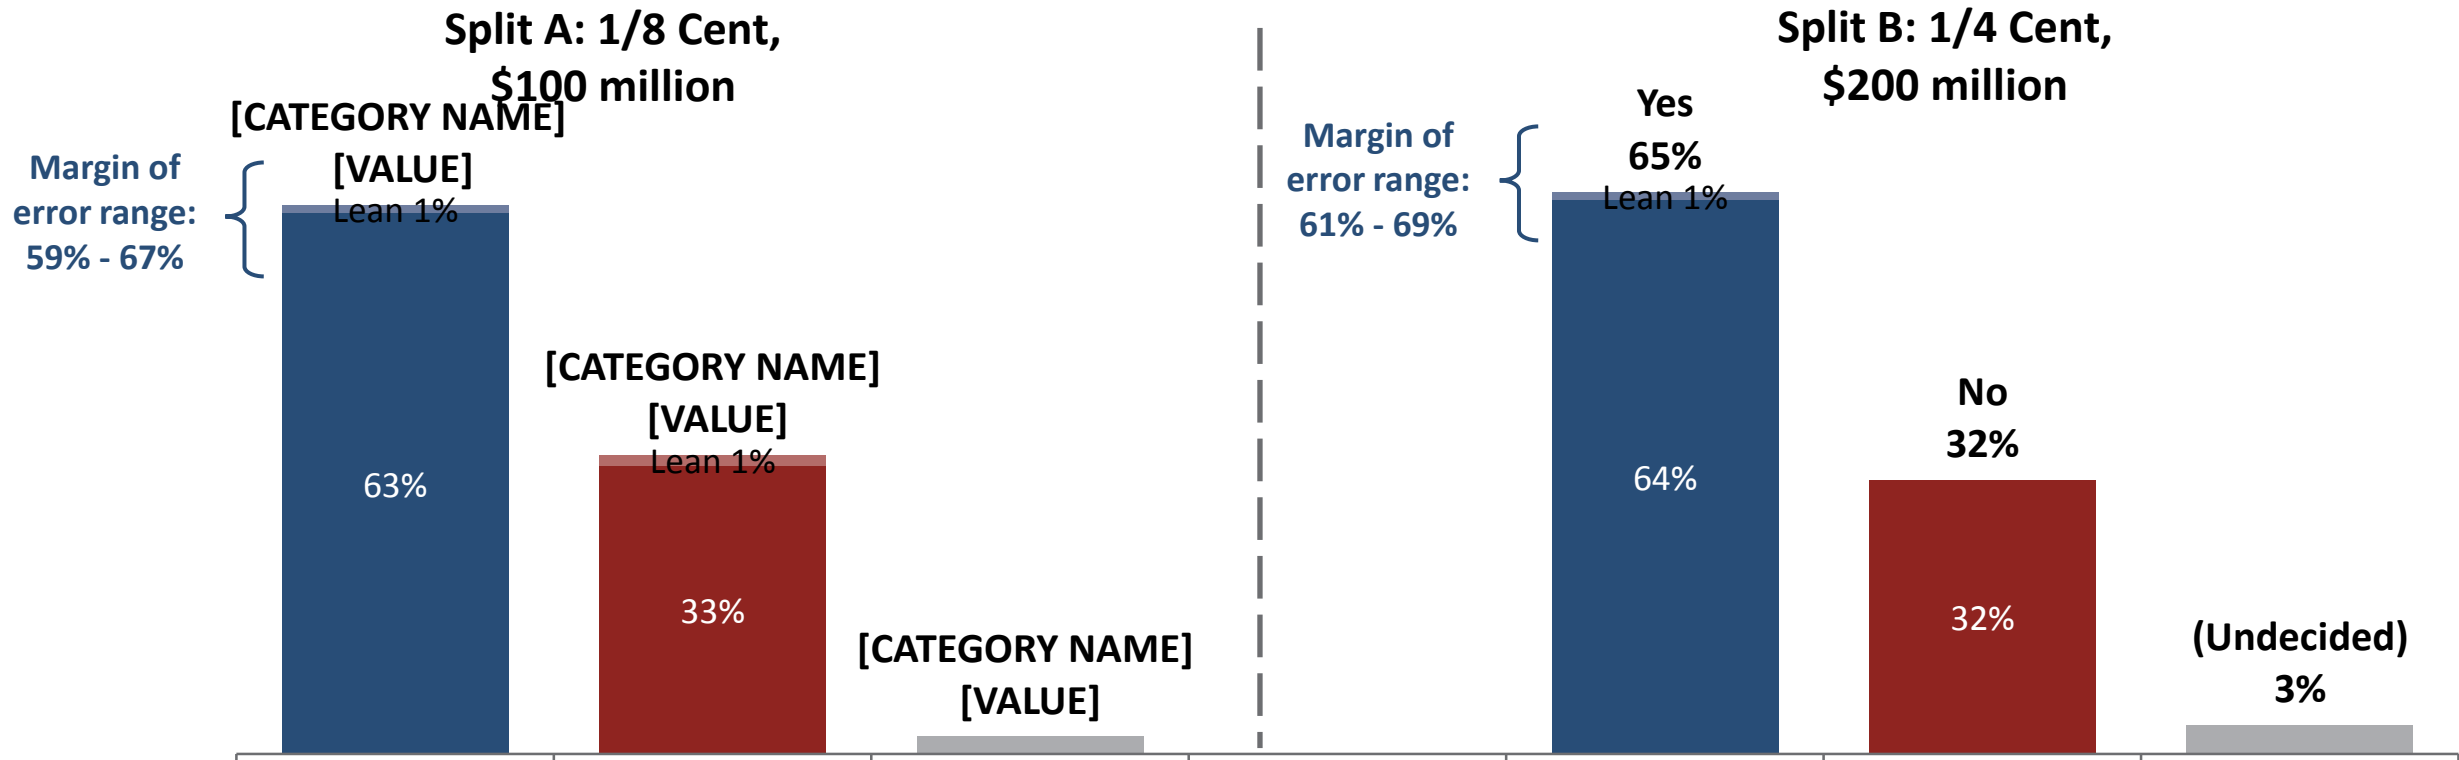 Split A: 1/8 Cent,
$100 million
[CATEGORY NAME]
[VALUE]
Lean 1%
Margin of
error range:
59% - 67%
63%
[CATEGORY NAME]
[VALUE]
Lean 1%
33%
[CATEGORY NAME]
[VALUE]
Split B: 1/4 Cent,
$200 million
Margin of
error range:
61% - 69%
Yes
65%
Lean 1%
64%
No
32%
32%
(Undecided)
3%